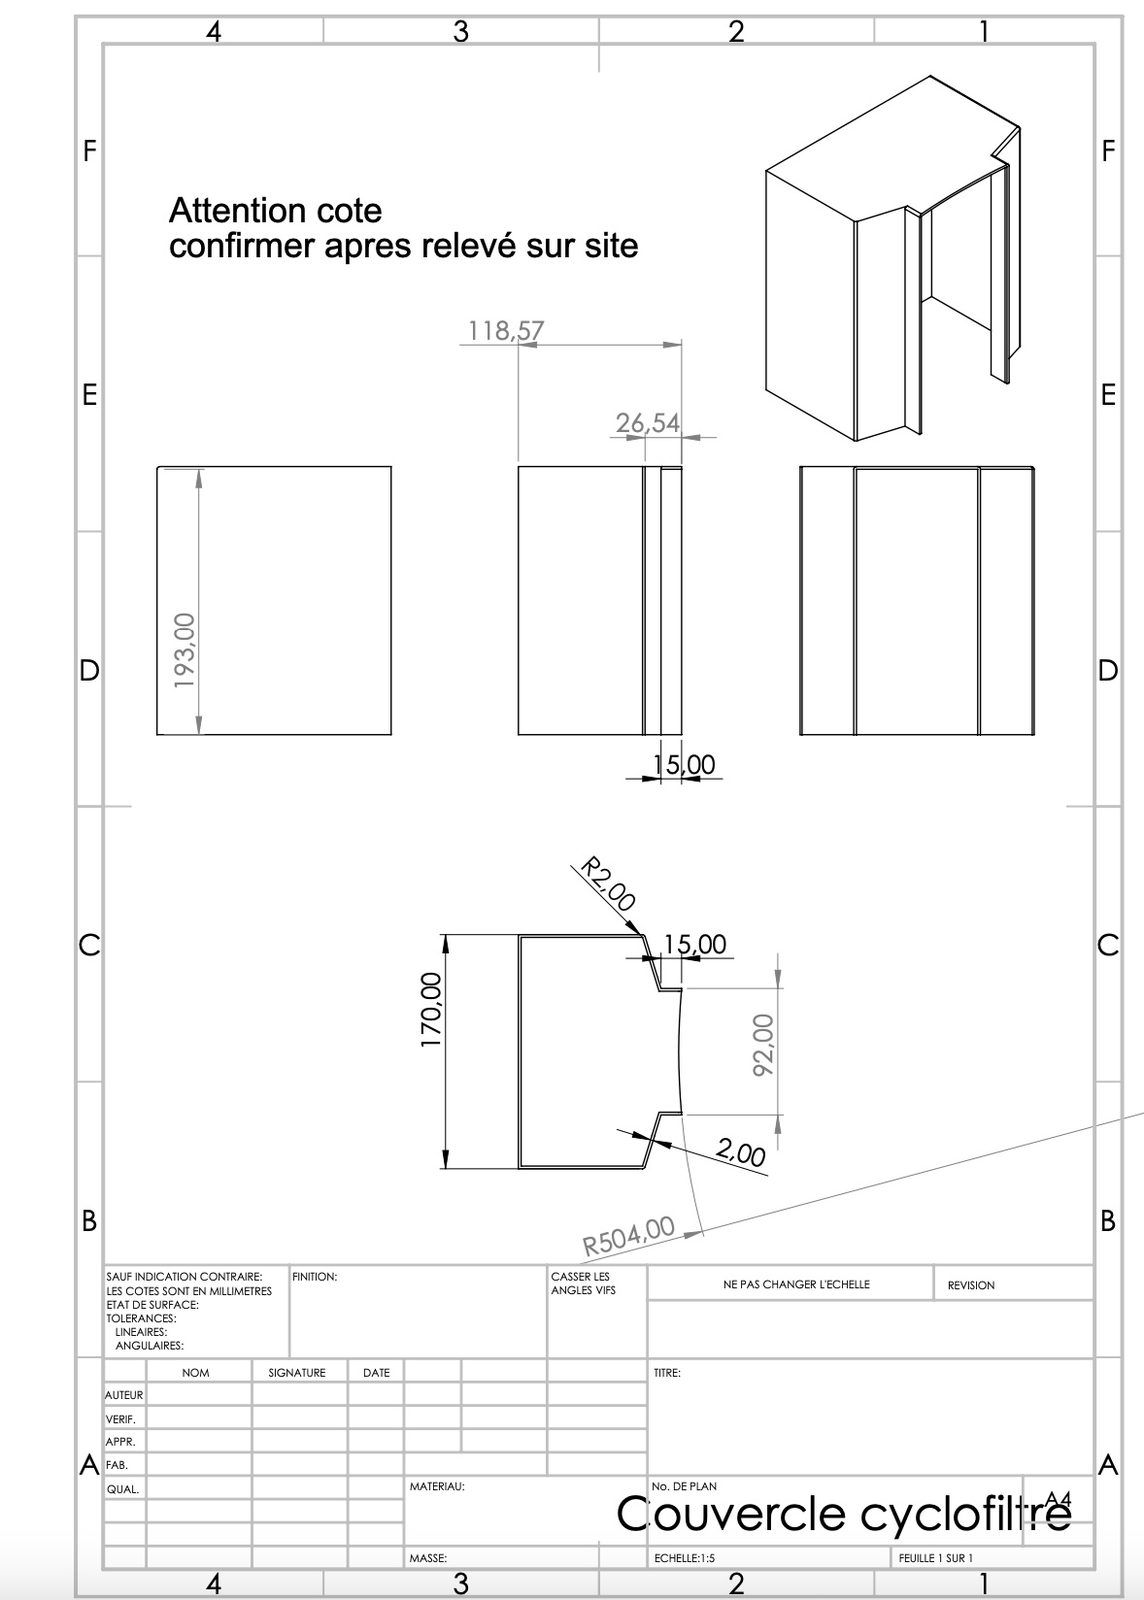 4 3 2 1
F F
Attention cote
confirmer apres relevé sur site
118,57
E E
26,54
193,00
D D
15,00
R2,00
C C
15,00
170,00
92,00
2,00
B B
R504,00
SAUF INDICATION CONTRAIRE:
LES COTES SONT EN MILLIMETRES
ETAT DE SURFACE:
TOLERANCES:
LINEAIRES:
ANGULAIRES:
FINITION:
CASSER LES
ANGLES VIFS
NE PAS CHANGER L'ECHELLE
REVISION
NOM SIGNATURE DATE
TITRE:
AUTEUR
VERIF.
APPR.
A A
FAB.
QUAL.
MATERIAU:
No. DE PLAN
A4
Couvercle cyclofiltre
MASSE:
ECHELLE:1:5
FEUILLE 1 SUR 1
4 3 2 1